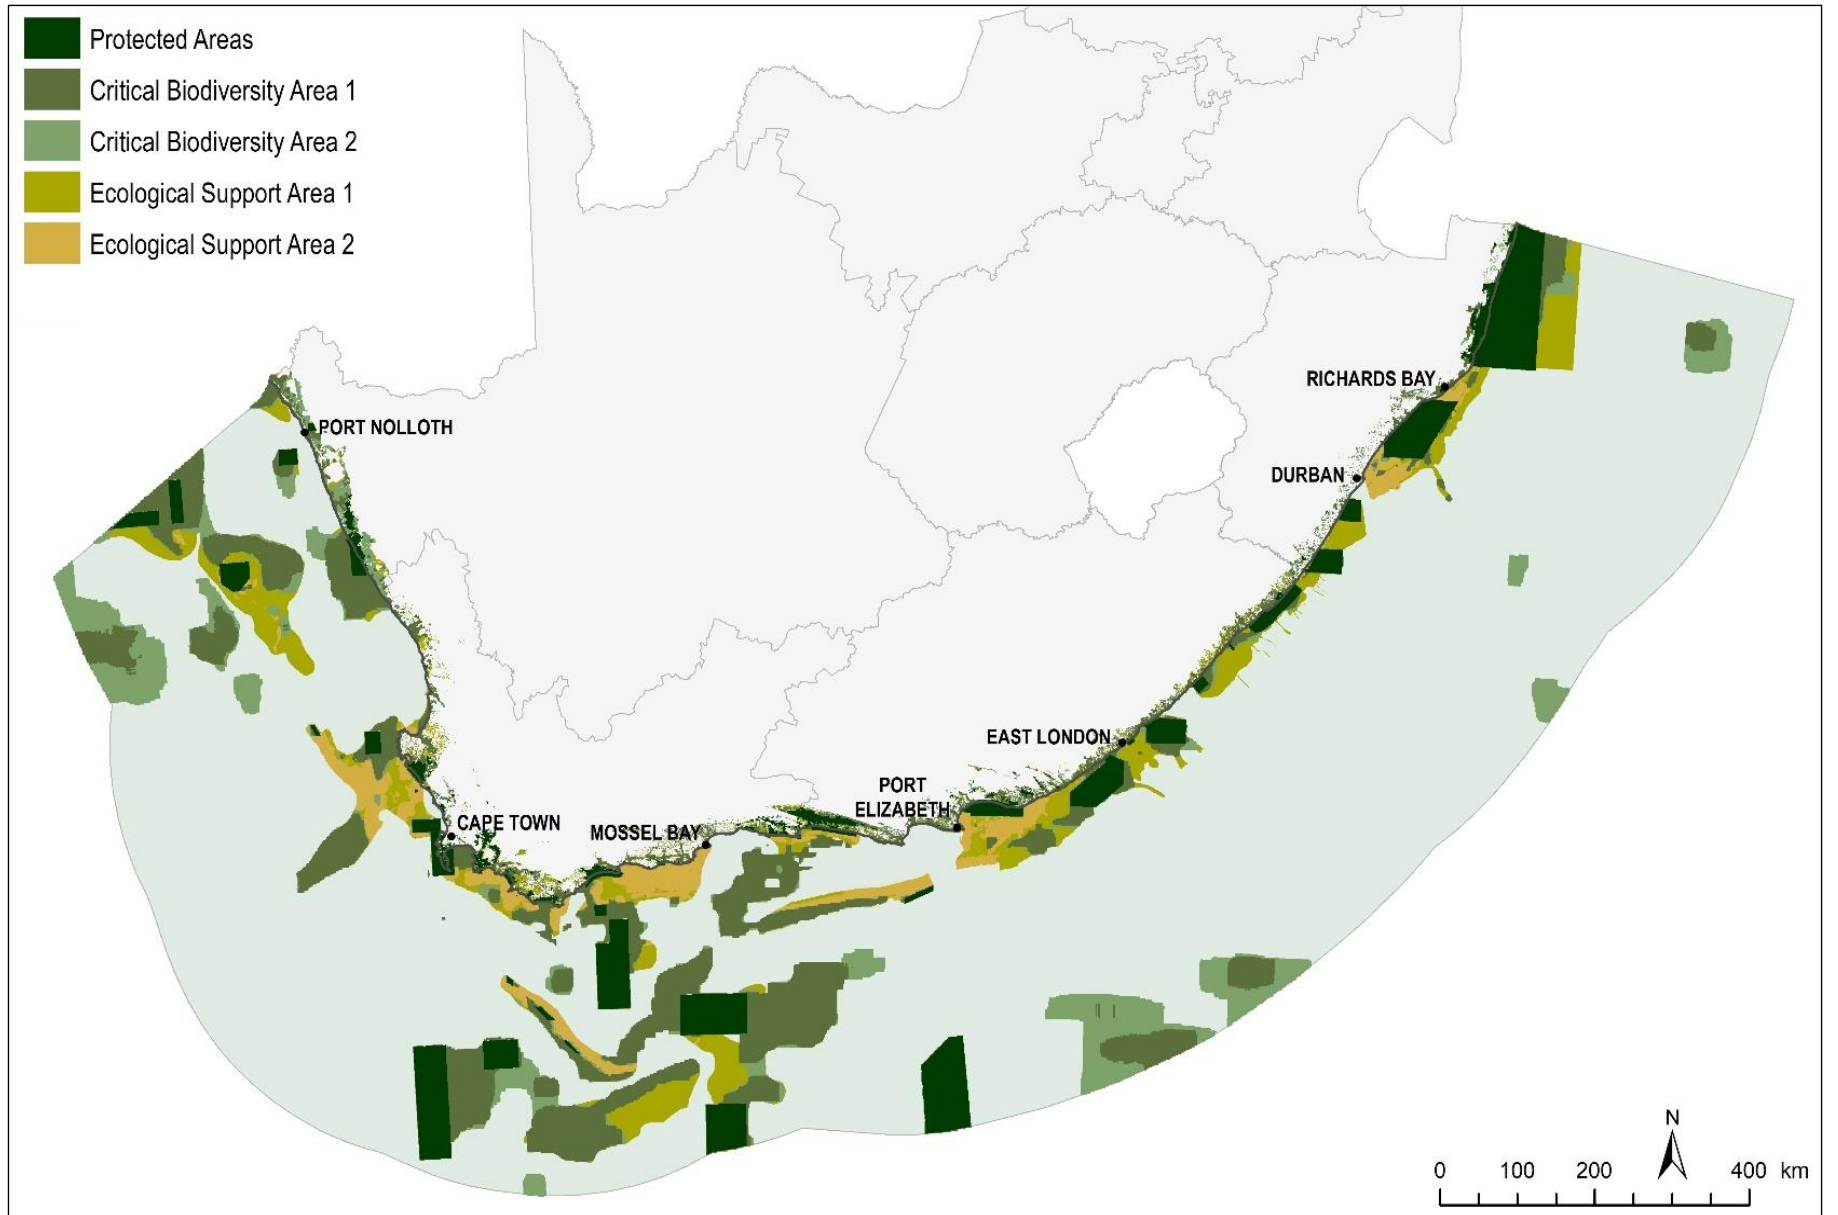 Protected Areas
Critical Biodiversity Area 1
Critical Biodiversity Area 2
Ecological Support Area 1
Ecological Support Area 2
RICHARDS BAY
PORT NOLLOTH
DURBAN
EAST LONDON
PORT
ELIZABETH
CAPE TOWN
MOSSEL BAY
N
0 100 200 400 km